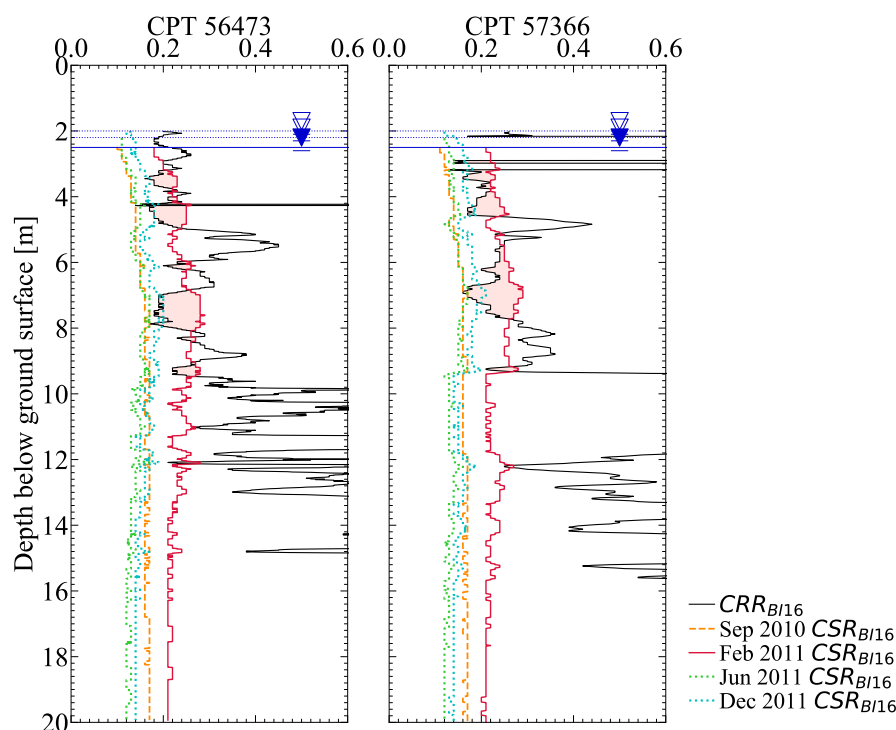 CPT 56473 CPT 57366
0.0 0.2 0.4 0.6 0.0 0.2 0.4 0.6
0
2
4
6
8
10
12
14
16
18
20
Depth below ground surface [m]
CRR_BI16
Sep 2010 CSR_BI16
Feb 2011 CSR_BI16
Jun 2011 CSR_BI16
Dec 2011 CSR_BI16